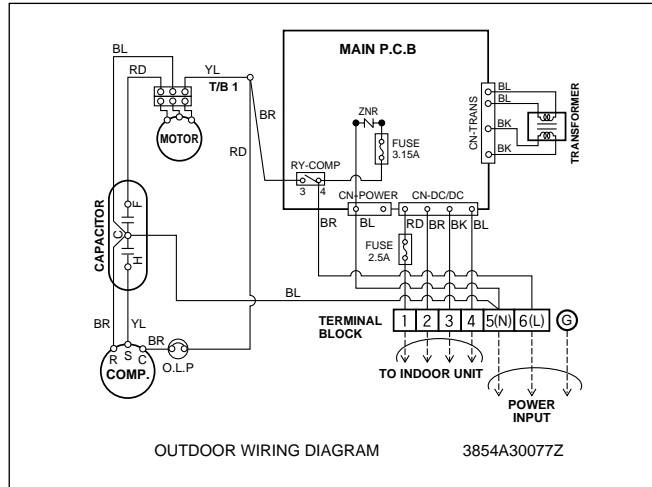 MAIN P.C.B
BL
RD
YL
T/B 1
MOTOR
BR
RD
ZNR
FUSE
3.15A
RY-COMP
3 4
CN-POWER
CN-DC/DC
CN-TRANS
BL
BL
BK
BK
TRANSFORMER
CAPACITOR
F
C
H
BR
BL
RD
BR
BK
BL
FUSE
2.5A
BL
BR
YL
R
S
C
COMP.
BR
O.L.P
TERMINAL
BLOCK
1 2 3 4 5(N) 6(L) G
TO INDOOR UNIT
POWER
INPUT
OUTDOOR WIRING DIAGRAM
3854A30077Z